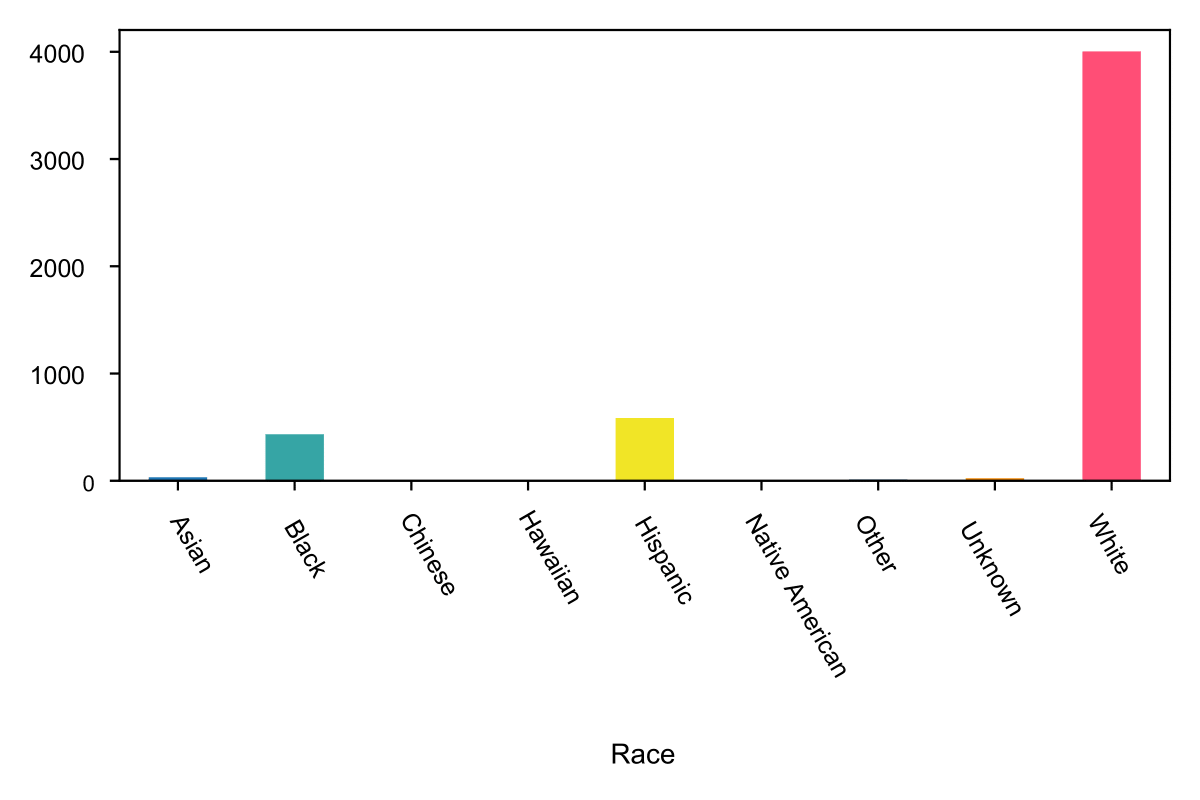 4000
3000
2000
1000
0
Asian
Black
Chinese
Hawaiian
Hispanic
Native American
Other
Unknown
White
Race